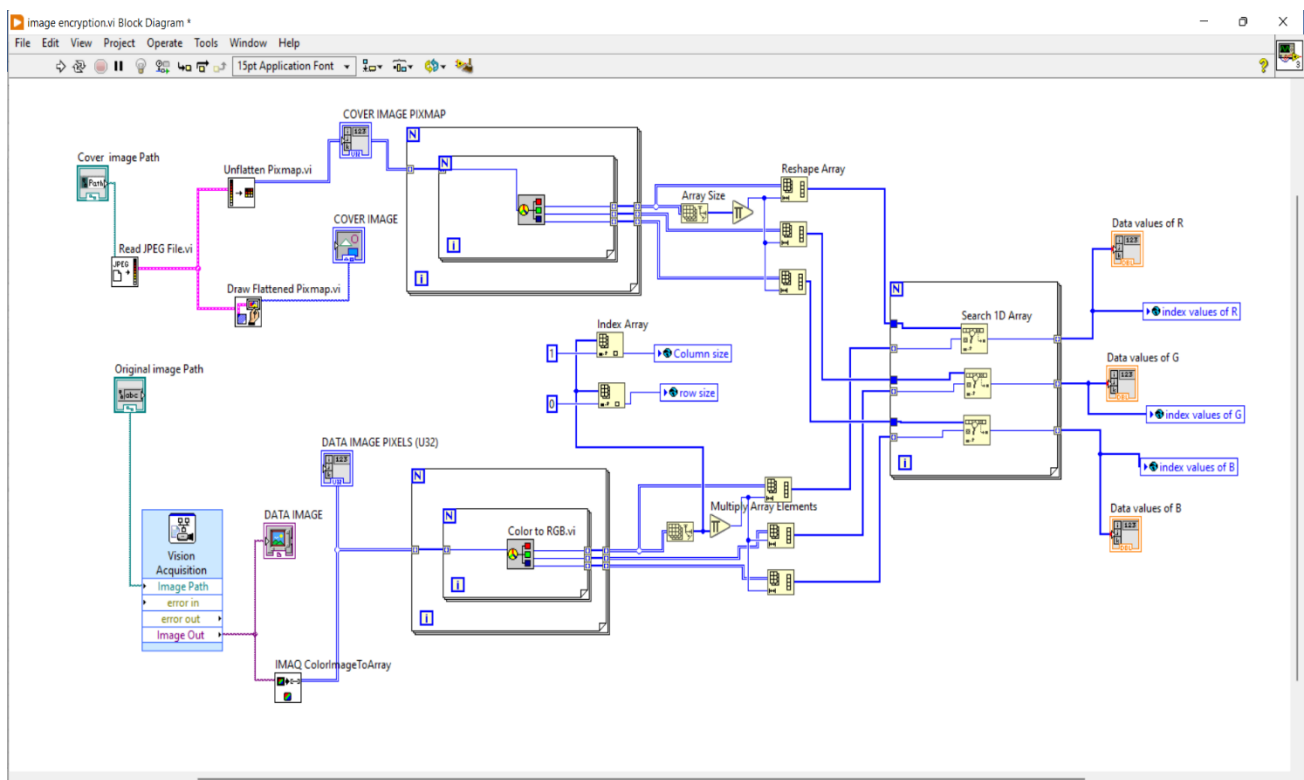 image encryption.vi Block Diagram *
File Edit View Project Operate Tools Window Help
15pt Application Font
?
3
COVER IMAGE PIXMAP
Cover image Path
Path
Unflatten Pixmap.vi
N
N
Reshape Array
Array Size
COVER IMAGE
Data values of R
Read JPEG File.vi
JPEG
i
i
Draw Flattened Pixmap.vi
N
index values of R
Search 1D Array
Index Array
1
Column size
Data values of G
Original image Path
abc
0
row size
index values of G
DATA IMAGE PIXELS (U32)
i
index values of B
N
DATA IMAGE
N
Color to RGB.vi
Multiply Array Elements
Data values of B
Vision
Acquisition
Image Path
error in
error out
Image Out
i
i
IMAQ ColorImageToArray